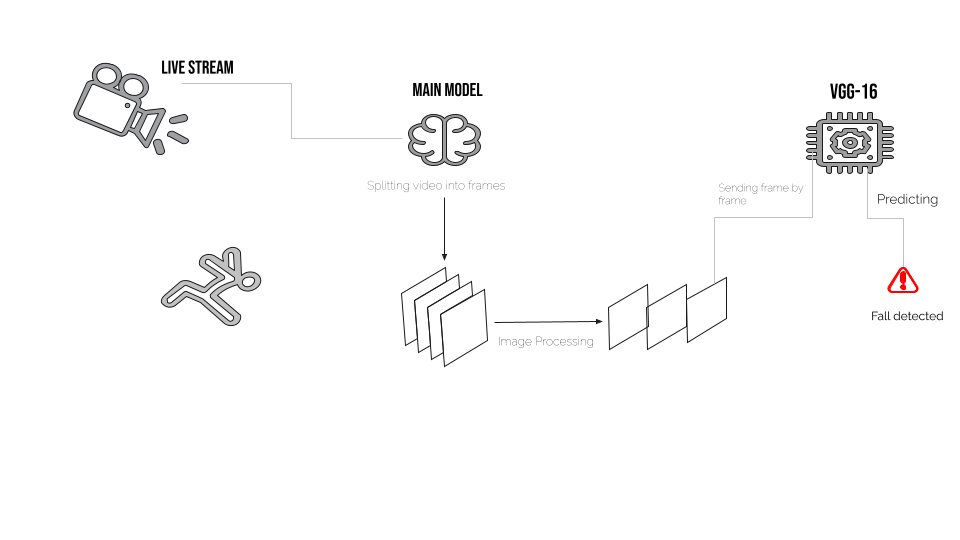 LIVE STREAM
MAIN MODEL
VGG-16
Splitting video into frames
Sending frame by
frame
Predicting
Image Processing
Fall detected